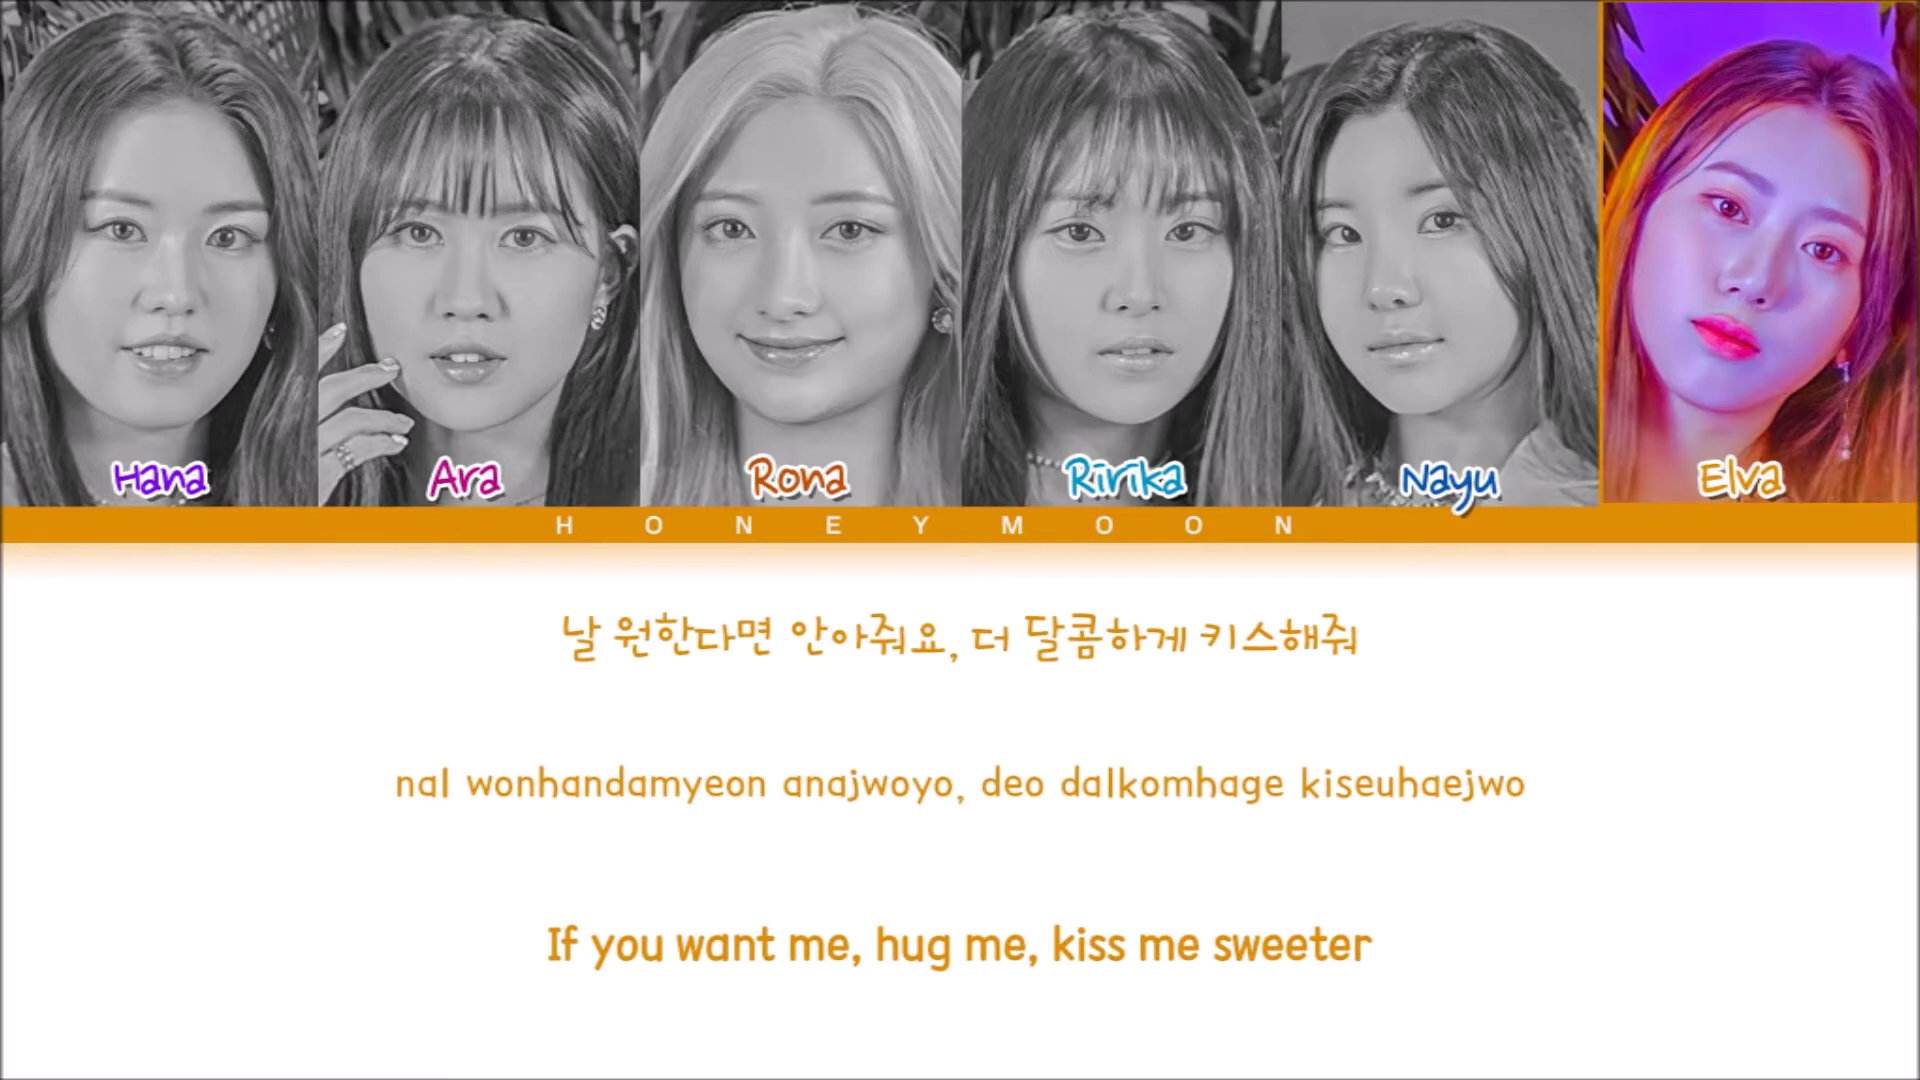 Hana Ara Rona Ririka Nayu Elva
HONEYMOON
날 원한다면 안아줘요, 더 달콤하게 키스해줘
nal wonhandamyeon anajwoyo, deo dalkomhage kiseuhaejwo
If you want me, hug me, kiss me sweeter